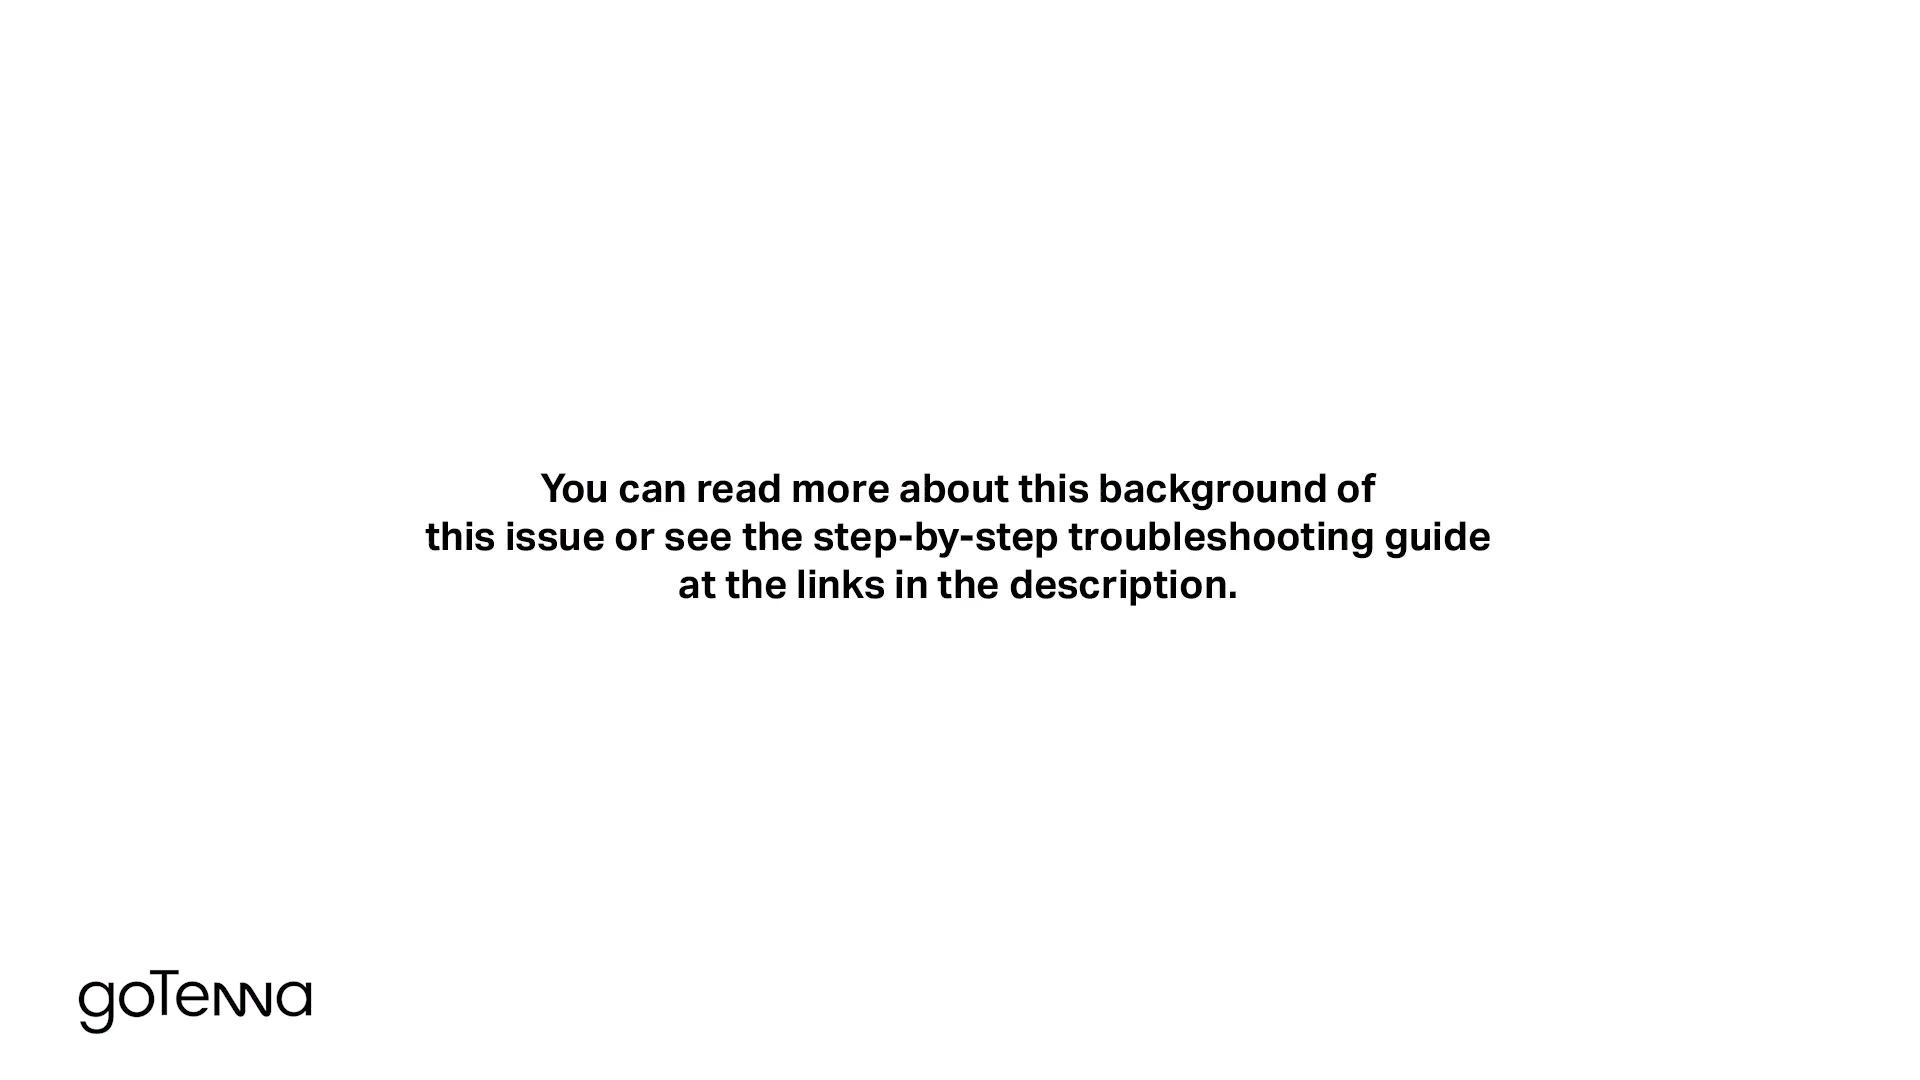 You can read more about this background of
this issue or see the step-by-step troubleshooting guide
at the links in the description.
goTenna